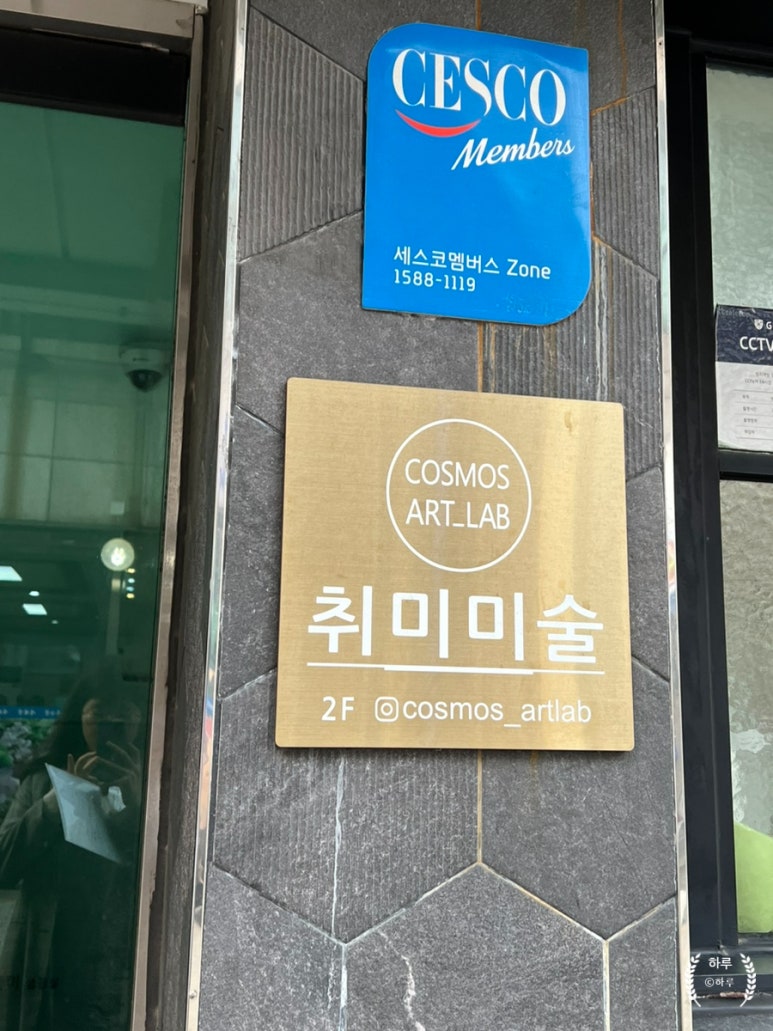 CESCO
Members
세스코멤버스 Zone
1588-1119
COSMOS
ART_LAB
취미미술
2F cosmos_artlab
CCTV
하루
©하루